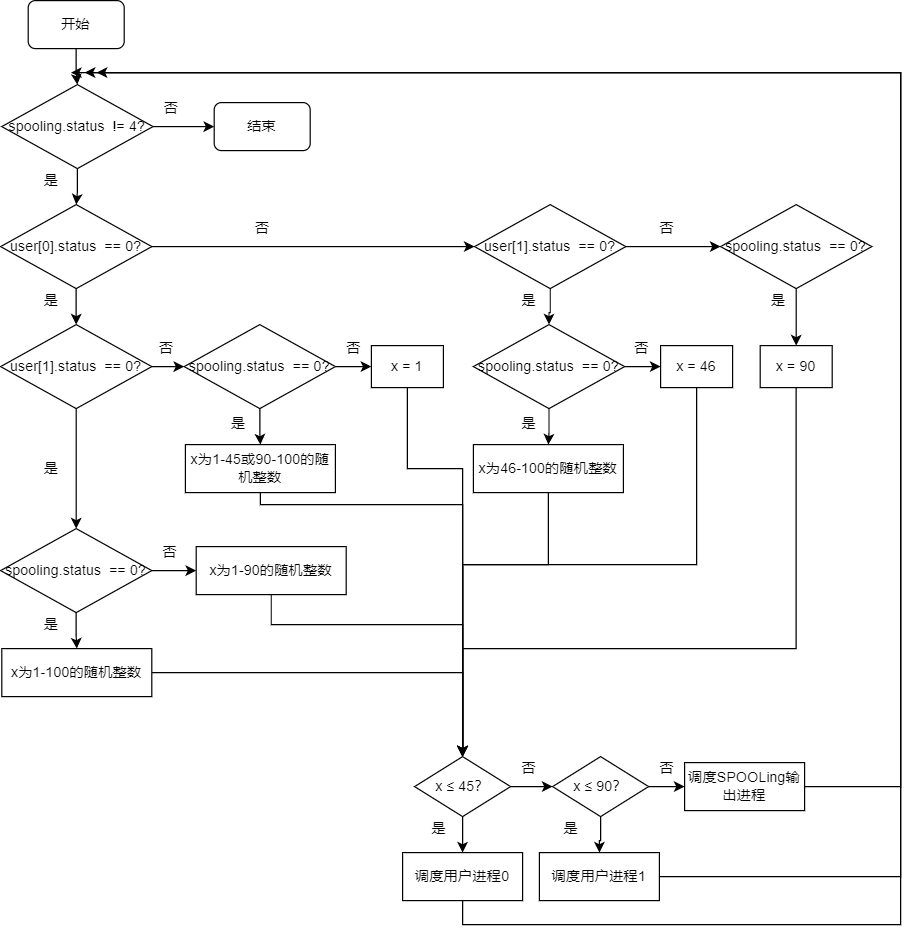 开始
spooling.status != 4?
否
结束
是
user[0].status == 0?
否
user[1].status == 0?
否
spooling.status == 0?
是
是
是
user[1].status == 0?
否
spooling.status == 0?
否
x = 1
spooling.status == 0?
否
x = 46
x = 90
是
是
x为1-45或90-100的随
机整数
x为46-100的随机整数
是
spooling.status == 0?
否
x为1-90的随机整数
是
x为1-100的随机整数
x ≤ 45?
否
x ≤ 90?
否
调度SPOOLing输
出进程
是
是
调度用户进程0
调度用户进程1